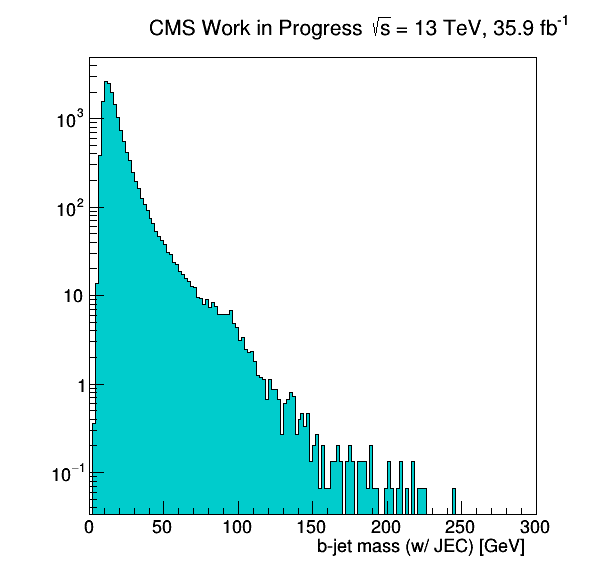 CMS Work in Progress √s = 13 TeV, 35.9 fb⁻¹
10³
10²
10
1
10⁻¹
0 50 100 150 200 250 300
b-jet mass (w/ JEC) [GeV]